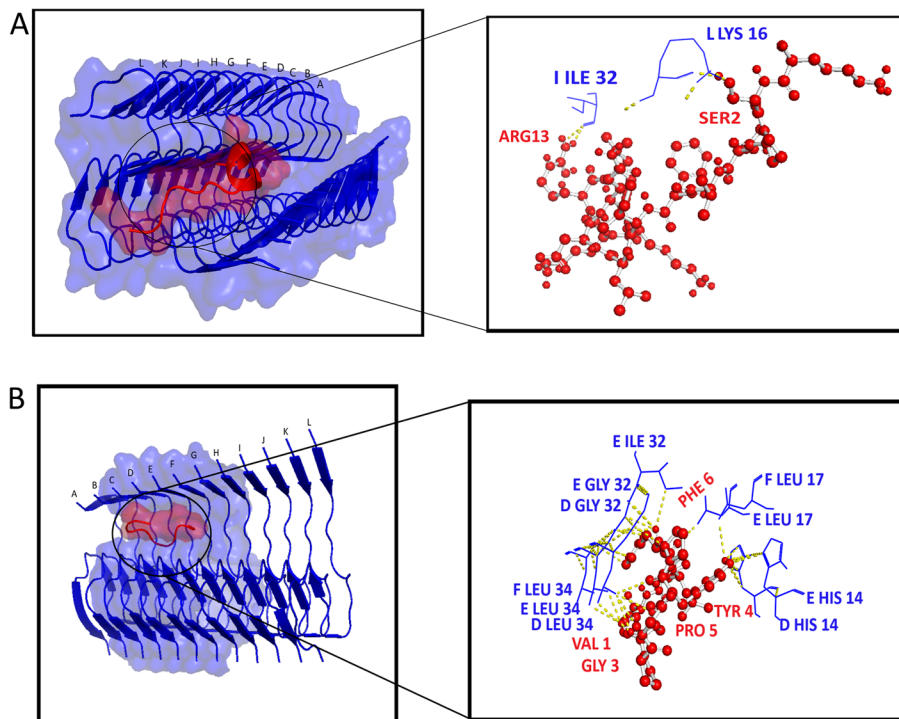 A
L K J I H G F E D C B A
L LYS 16
I ILE 32
SER2
ARG13
B
A B C D E F G H I J K L
E ILE 32
E GLY 32
D GLY 32
PHE 6
F LEU 17
E LEU 17
F LEU 34
E LEU 34
D LEU 34
TYR 4
E HIS 14
D HIS 14
VAL 1
PRO 5
GLY 3